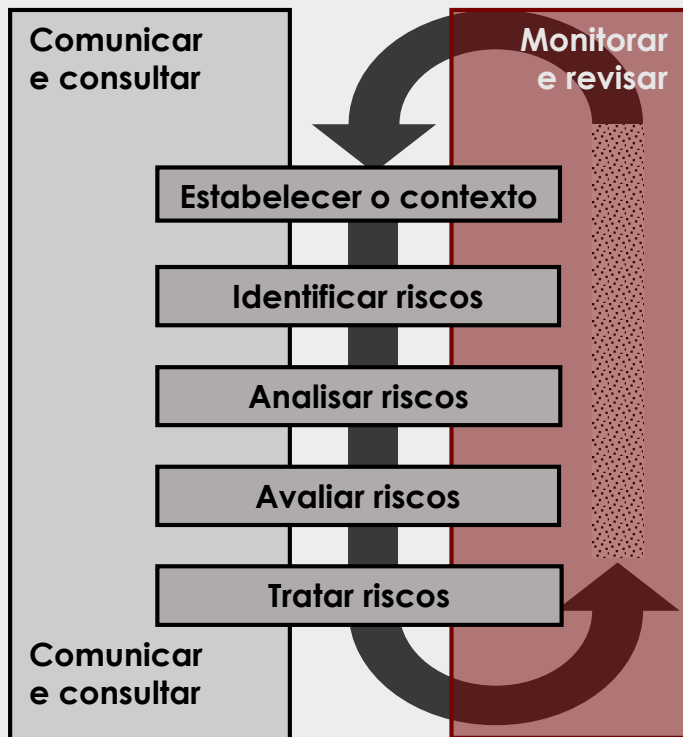 Comunicar
e consultar
Monitorar
e revisar
Estabelecer o contexto
Identificar riscos
Analisar riscos
Avaliar riscos
Tratar riscos
Comunicar
e consultar